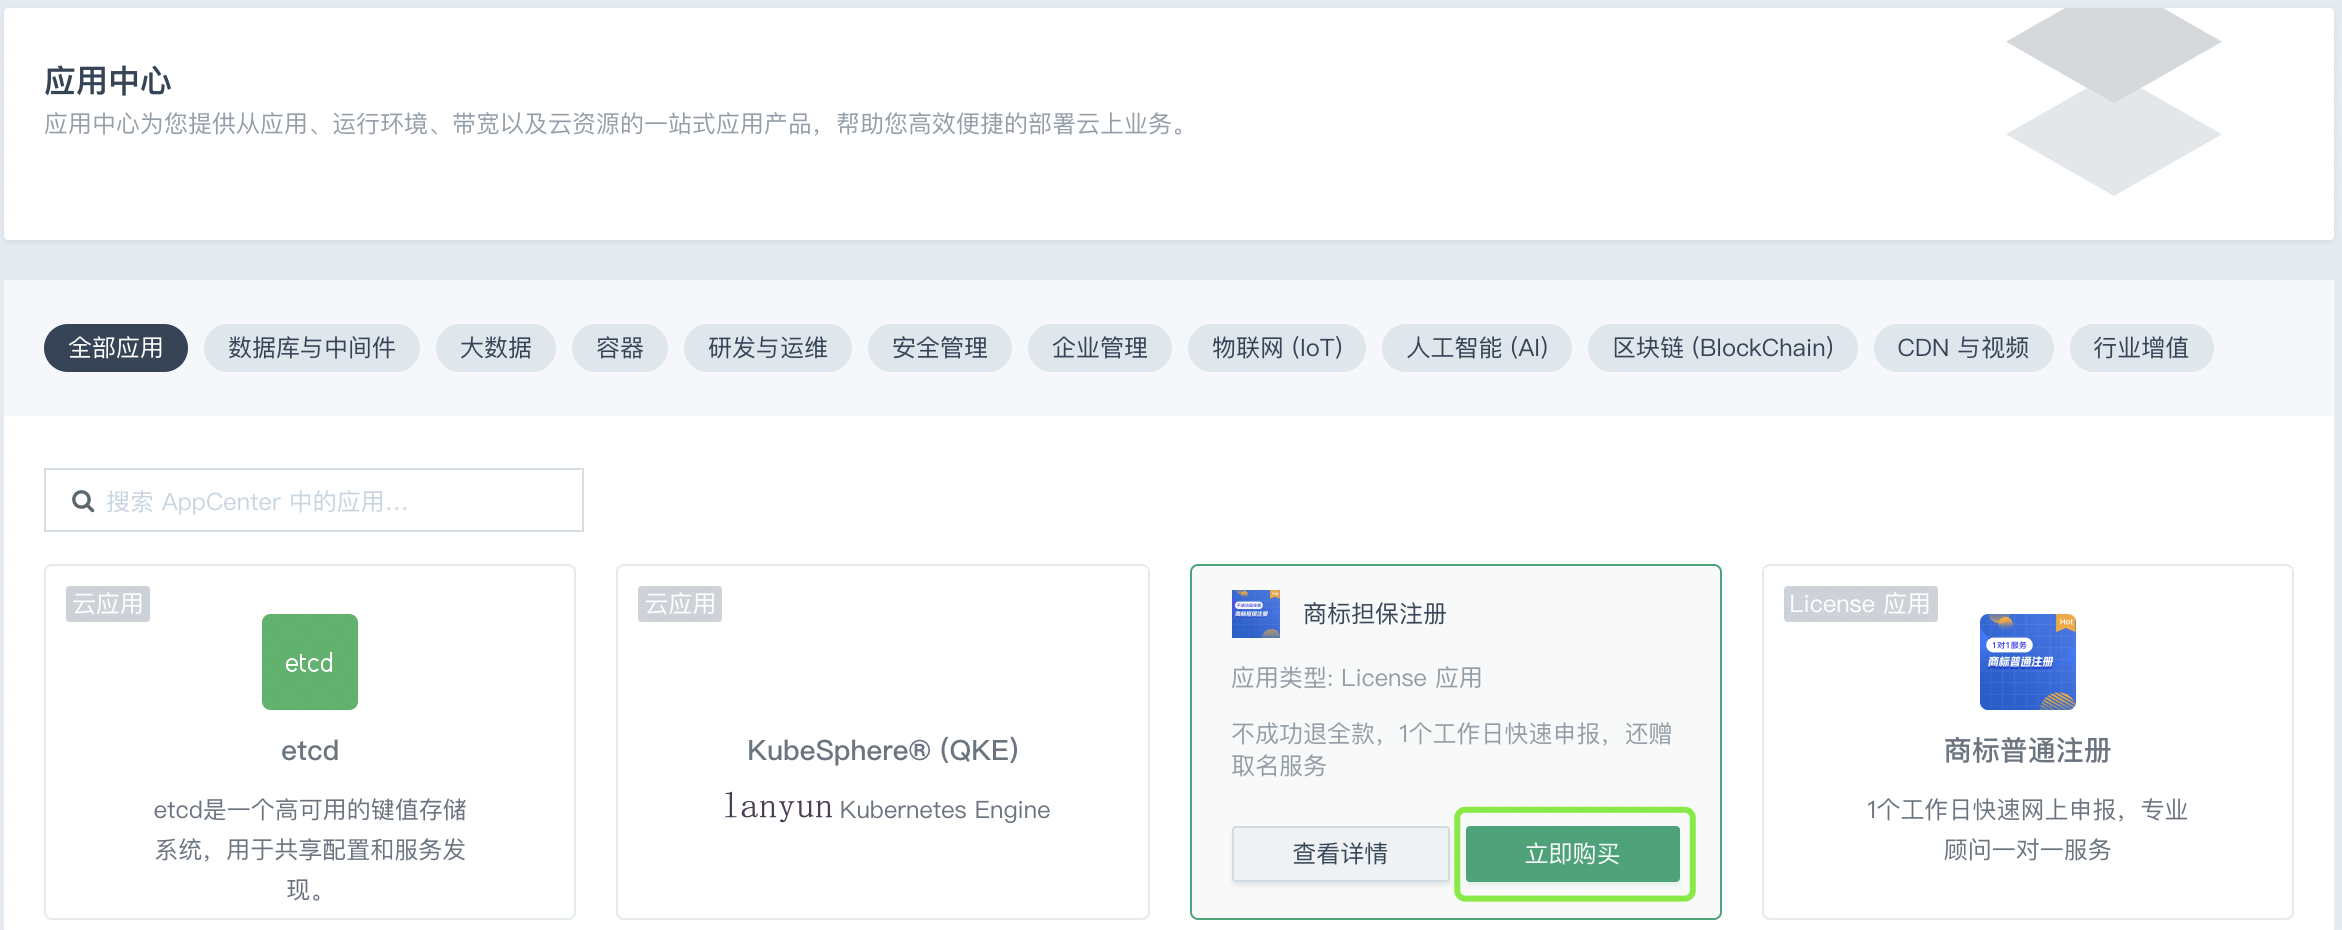 应用中心
应用中心为您提供从应用、运行环境、带宽以及云资源的一站式应用产品，帮助您高效便捷的部署云上业务。
全部应用
数据库与中间件
大数据
容器
研发与运维
安全管理
企业管理
物联网 (IoT)
人工智能 (AI)
区块链 (BlockChain)
CDN 与视频
行业增值
搜索 AppCenter 中的应用...
云应用
etcd
etcd
etcd是一个高可用的键值存储
系统，用于共享配置和服务发
现。
云应用
KubeSphere® (QKE)
lanyun Kubernetes Engine
不成功退全款
商标担保注册
商标担保注册
应用类型: License 应用
不成功退全款，1个工作日快速申报，还赠
取名服务
查看详情
立即购买
License 应用
Hot
1对1服务
商标普通注册
商标普通注册
1个工作日快速网上申报，专业
顾问一对一服务